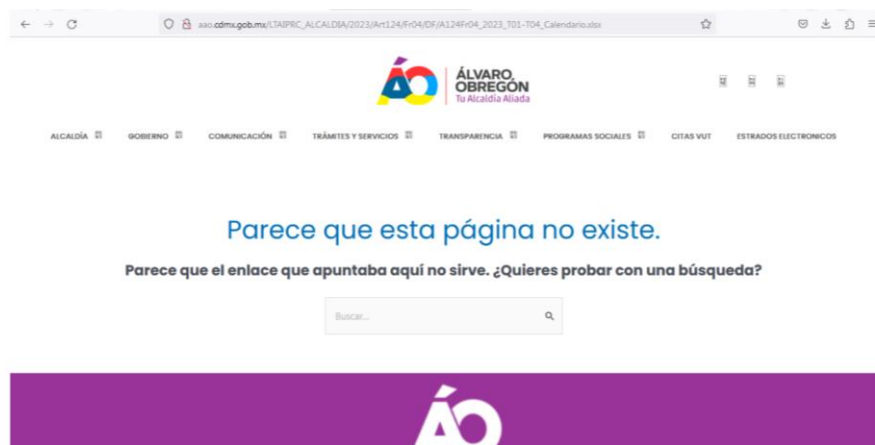 aao.cdmx.gob.mx/LTAIPRC_ALCALDIA/2023/Art124/Fr04/DF/A124Fr04_2023_T01-T04_Calendario.xlsx
ÁO
ÁLVARO
OBREGÓN
Tu Alcaldía Aliada
ALCALDÍA GOBIERNO COMUNICACIÓN TRÁMITES Y SERVICIOS TRANSPARENCIA PROGRAMAS SOCIALES CITAS VUT ESTRADOS ELECTRONICOS
Parece que esta página no existe.
Parece que el enlace que apuntaba aquí no sirve. ¿Quieres probar con una búsqueda?
Buscar...
ÁO